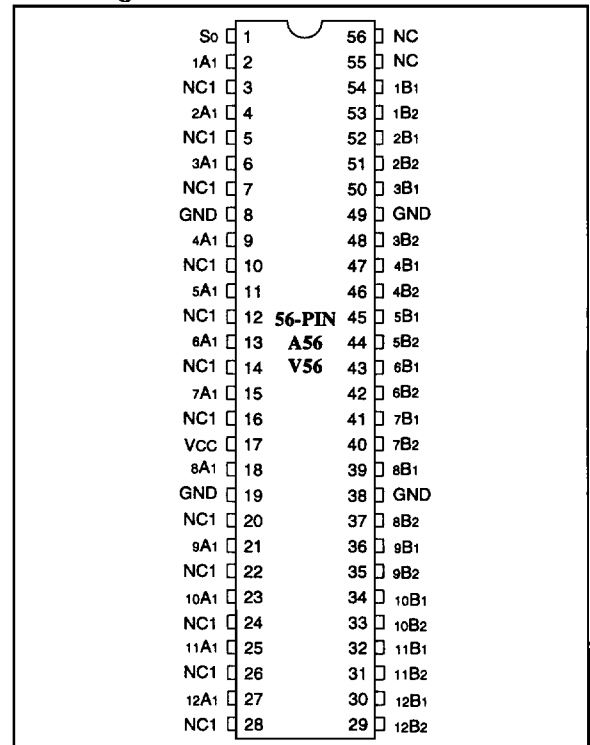 So 1 56 NC
1A1 2 55 NC
NC1 3 54 1B1
2A1 4 53 1B2
NC1 5 52 2B1
3A1 6 51 2B2
NC1 7 50 3B1
GND 8 49 GND
4A1 9 48 3B2
NC1 10 47 4B1
5A1 11 46 4B2
NC1 12 56-PIN 45 5B1
6A1 13 A56 44 5B2
NC1 14 V56 43 6B1
7A1 15 42 6B2
NC1 16 41 7B1
VCC 17 40 7B2
8A1 18 39 8B1
GND 19 38 GND
NC1 20 37 8B2
9A1 21 36 9B1
NC1 22 35 9B2
10A1 23 34 10B1
NC1 24 33 10B2
11A1 25 32 11B1
NC1 26 31 11B2
12A1 27 30 12B1
NC1 28 29 12B2